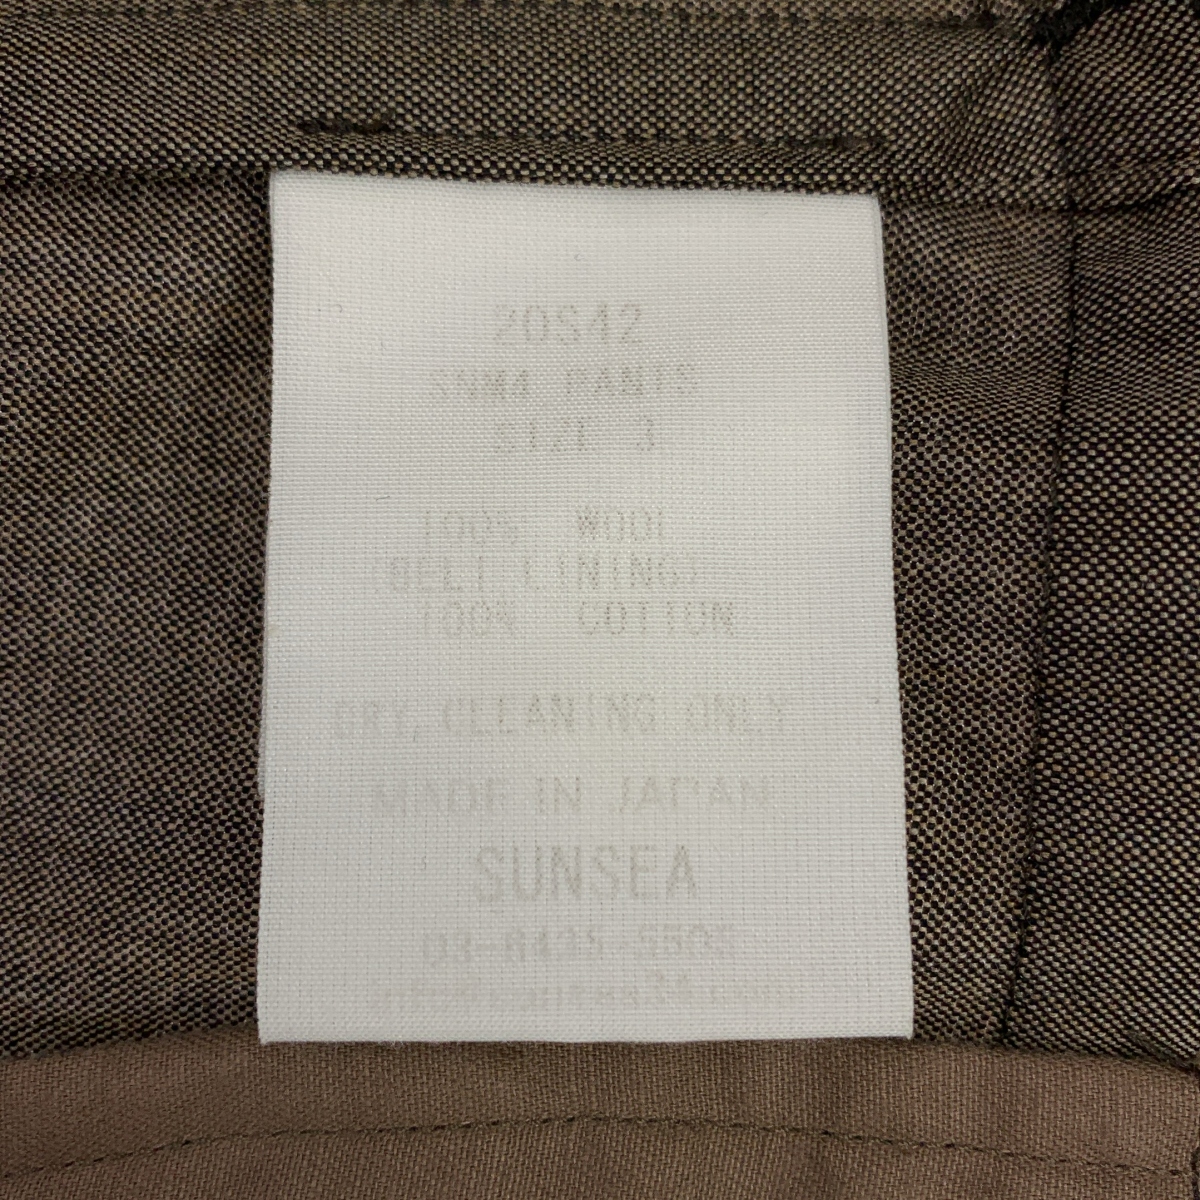 20S42
SNM4 PANTS
SIZE 3
100% WOOL
BELT LINING)
100% COTTON
DRY, CLEANING ONLY
MADE IN JAPAN
SUNSEA